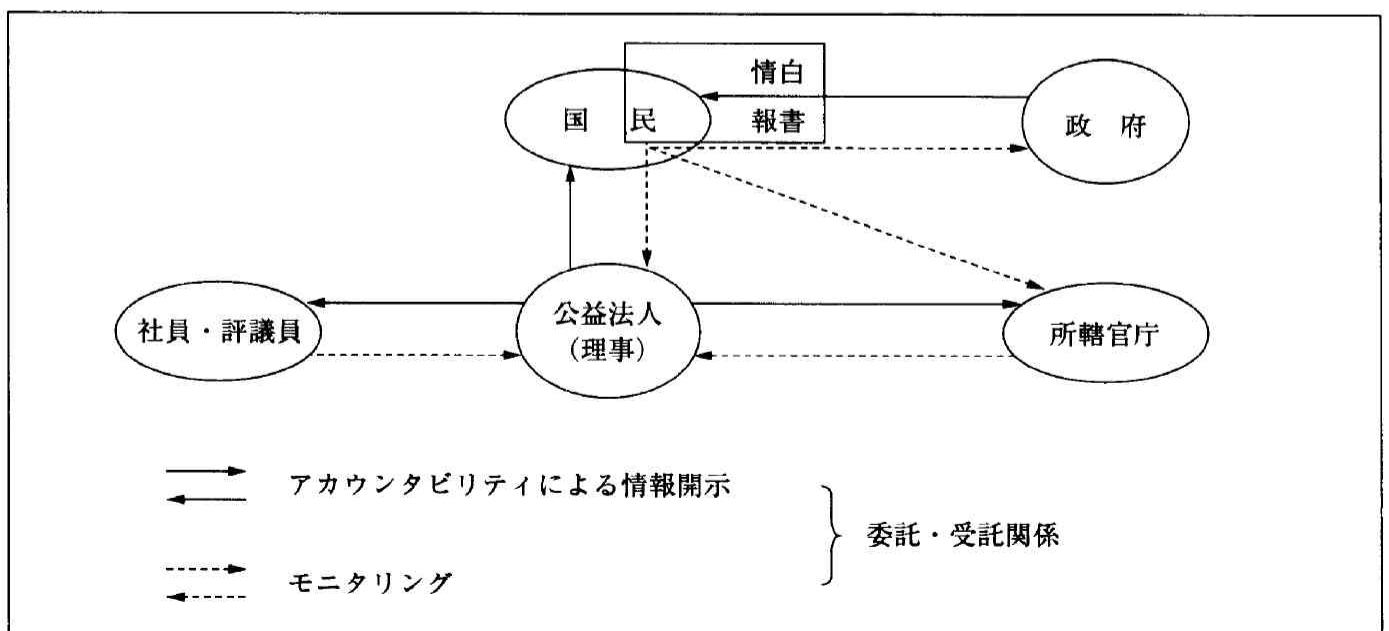 情白
報書
国 民
政 府
社員・評議員
公益法人
(理事)
所轄官庁
アカウンタビリティによる情報開示
委託・受託関係
モニタリング